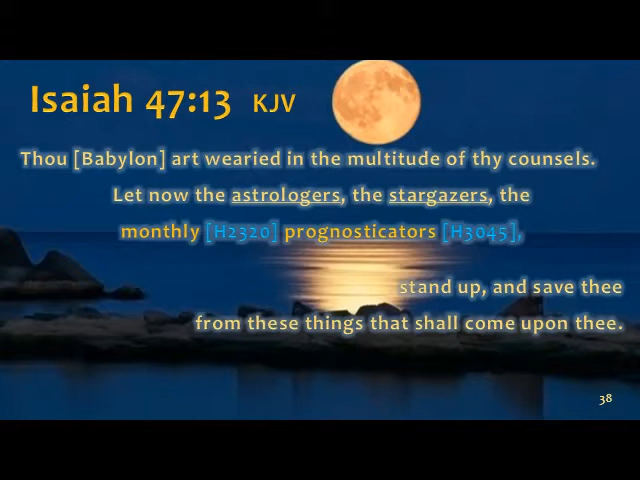 Isaiah 47:13 KJV
Thou [Babylon] art wearied in the multitude of thy counsels.
Let now the astrologers, the stargazers, the
monthly [H2320] prognosticators [H3045],
stand up, and save thee
from these things that shall come upon thee.
38